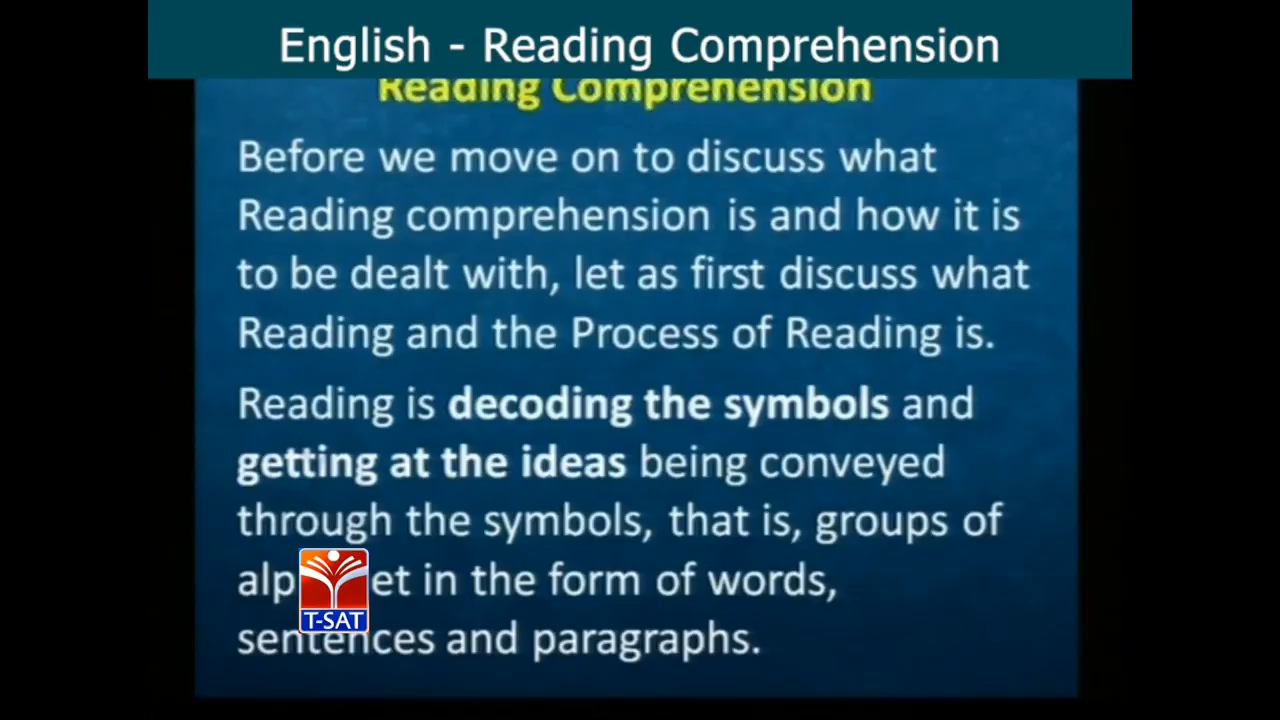 English - Reading Comprehension
Reading Comprehension
Before we move on to discuss what
Reading comprehension is and how it is
to be dealt with, let as first discuss what
Reading and the Process of Reading is.
Reading is decoding the symbols and
getting at the ideas being conveyed
through the symbols, that is, groups of
in the form of words,
T-SAT
sentences and paragraphs.